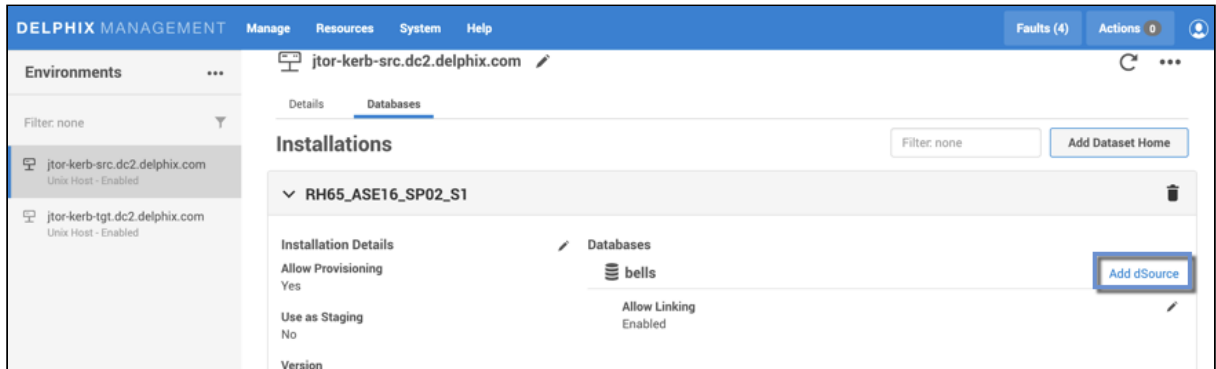 DELPHIX MANAGEMENT Manage Resources System Help Faults (4) Actions 0
Environments ...
jtor-kerb-src.dc2.delphix.com
Details Databases
Filter: none
Installations Filter: none Add Dataset Home
jtor-kerb-src.dc2.delphix.com
Unix Host - Enabled
RH65_ASE16_SP02_S1
jtor-kerb-tgt.dc2.delphix.com
Unix Host - Enabled
Installation Details Databases
Allow Provisioning
Yes
bells Add dSource
Use as Staging
No
Allow Linking
Enabled
Version